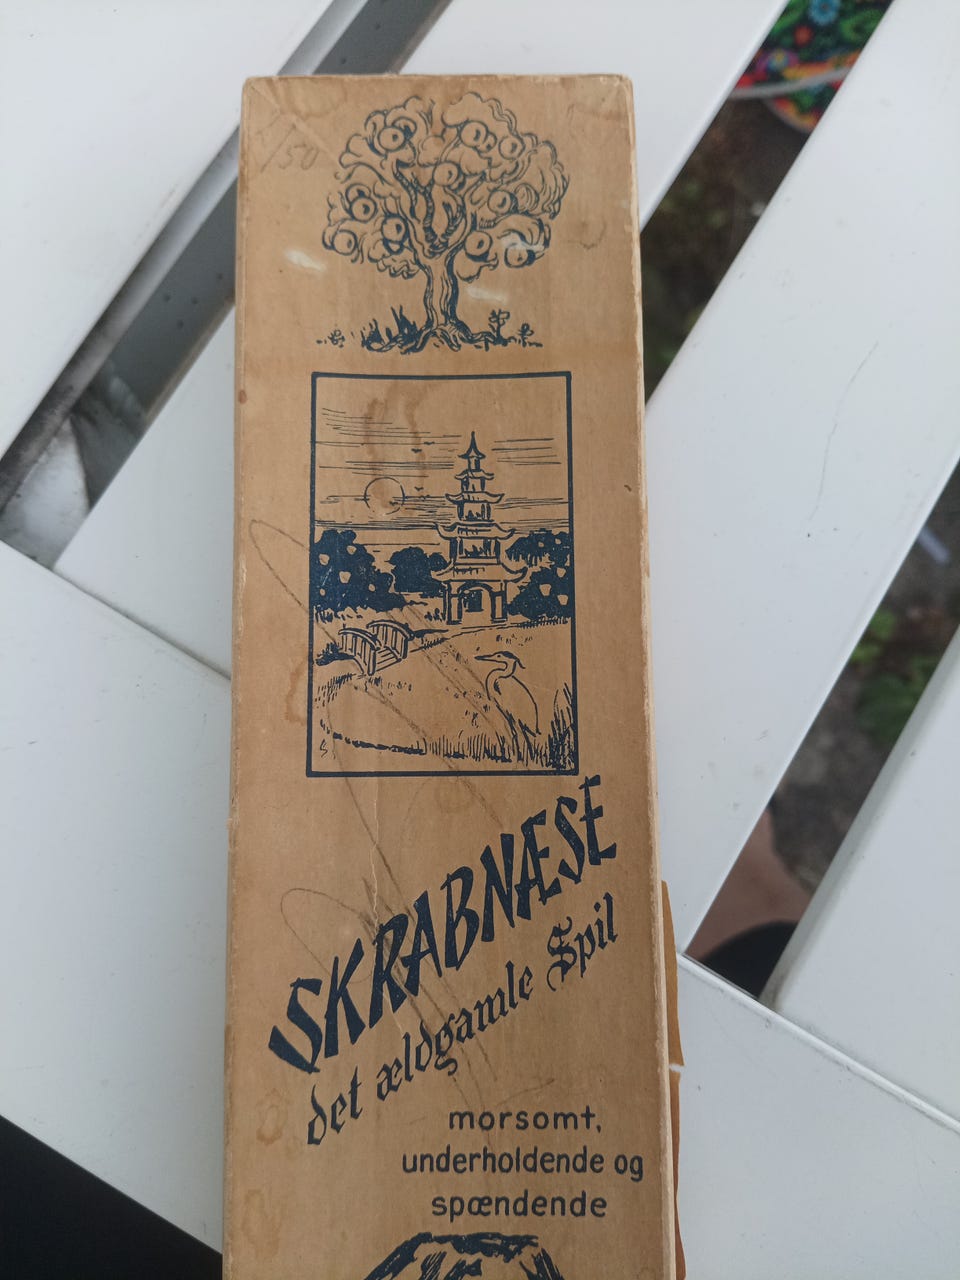 SKRABNÆSE
det ældgamle Spil
morsomt,
underholdende og
spændende